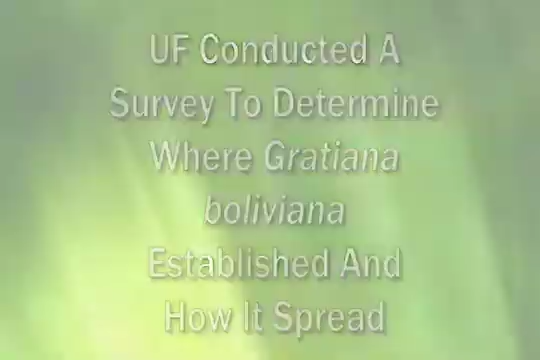 UF Conducted A
Survey To Determine
Where Gratiana
boliviana
Established And
How It Spread